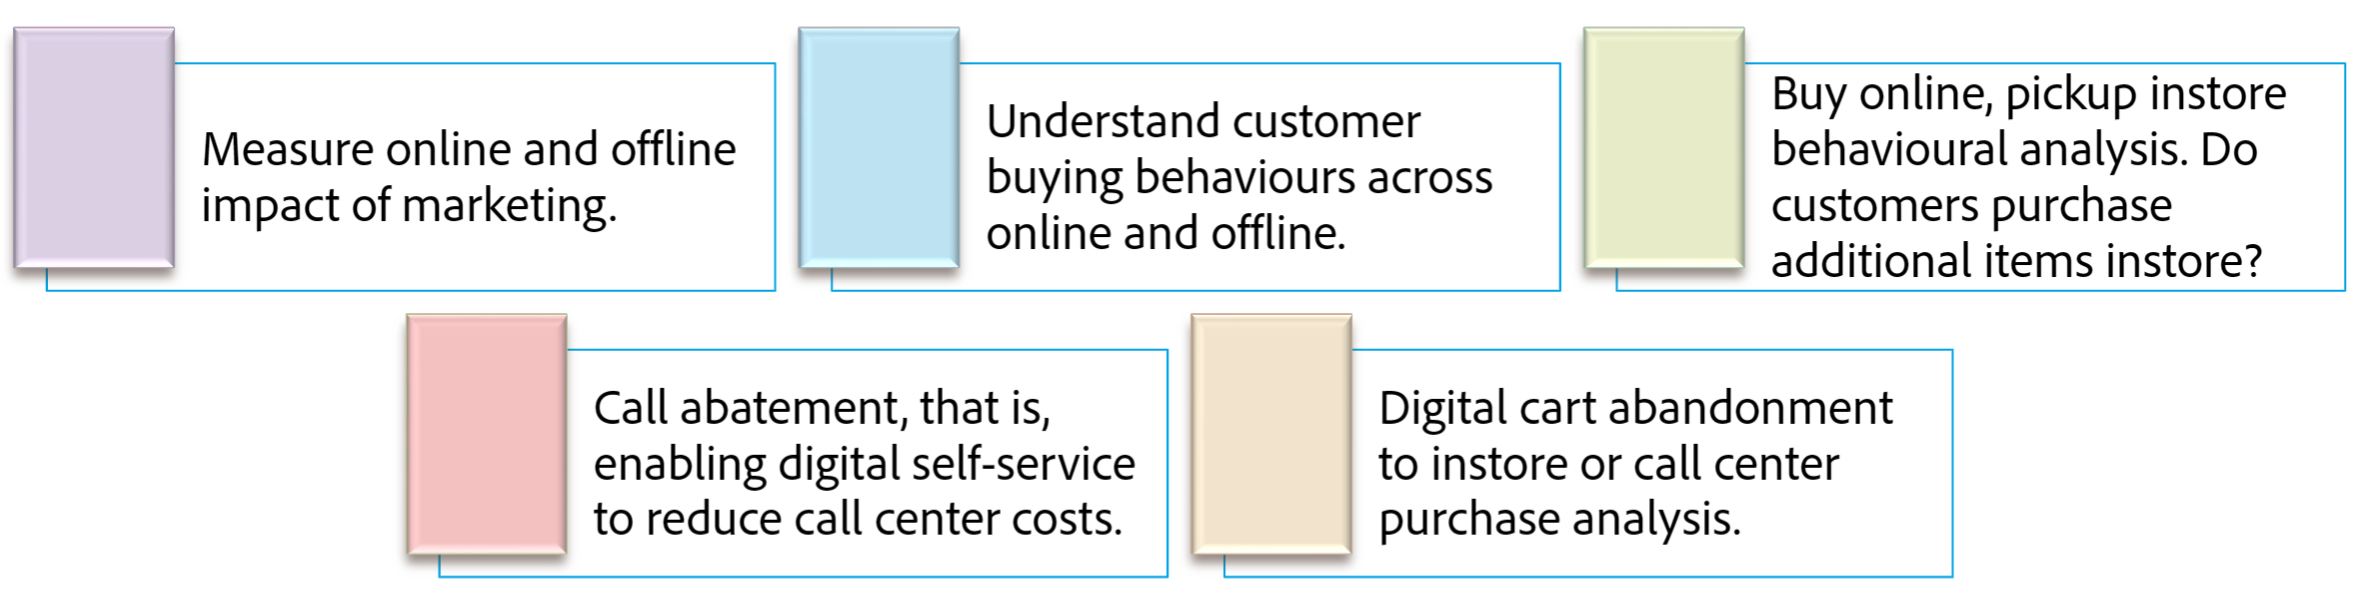 Measure online and offline
impact of marketing.
Understand customer
buying behaviours across
online and offline.
Buy online, pickup instore
behavioural analysis. Do
customers purchase
additional items instore?
Call abatement, that is,
enabling digital self-service
to reduce call center costs.
Digital cart abandonment
to instore or call center
purchase analysis.